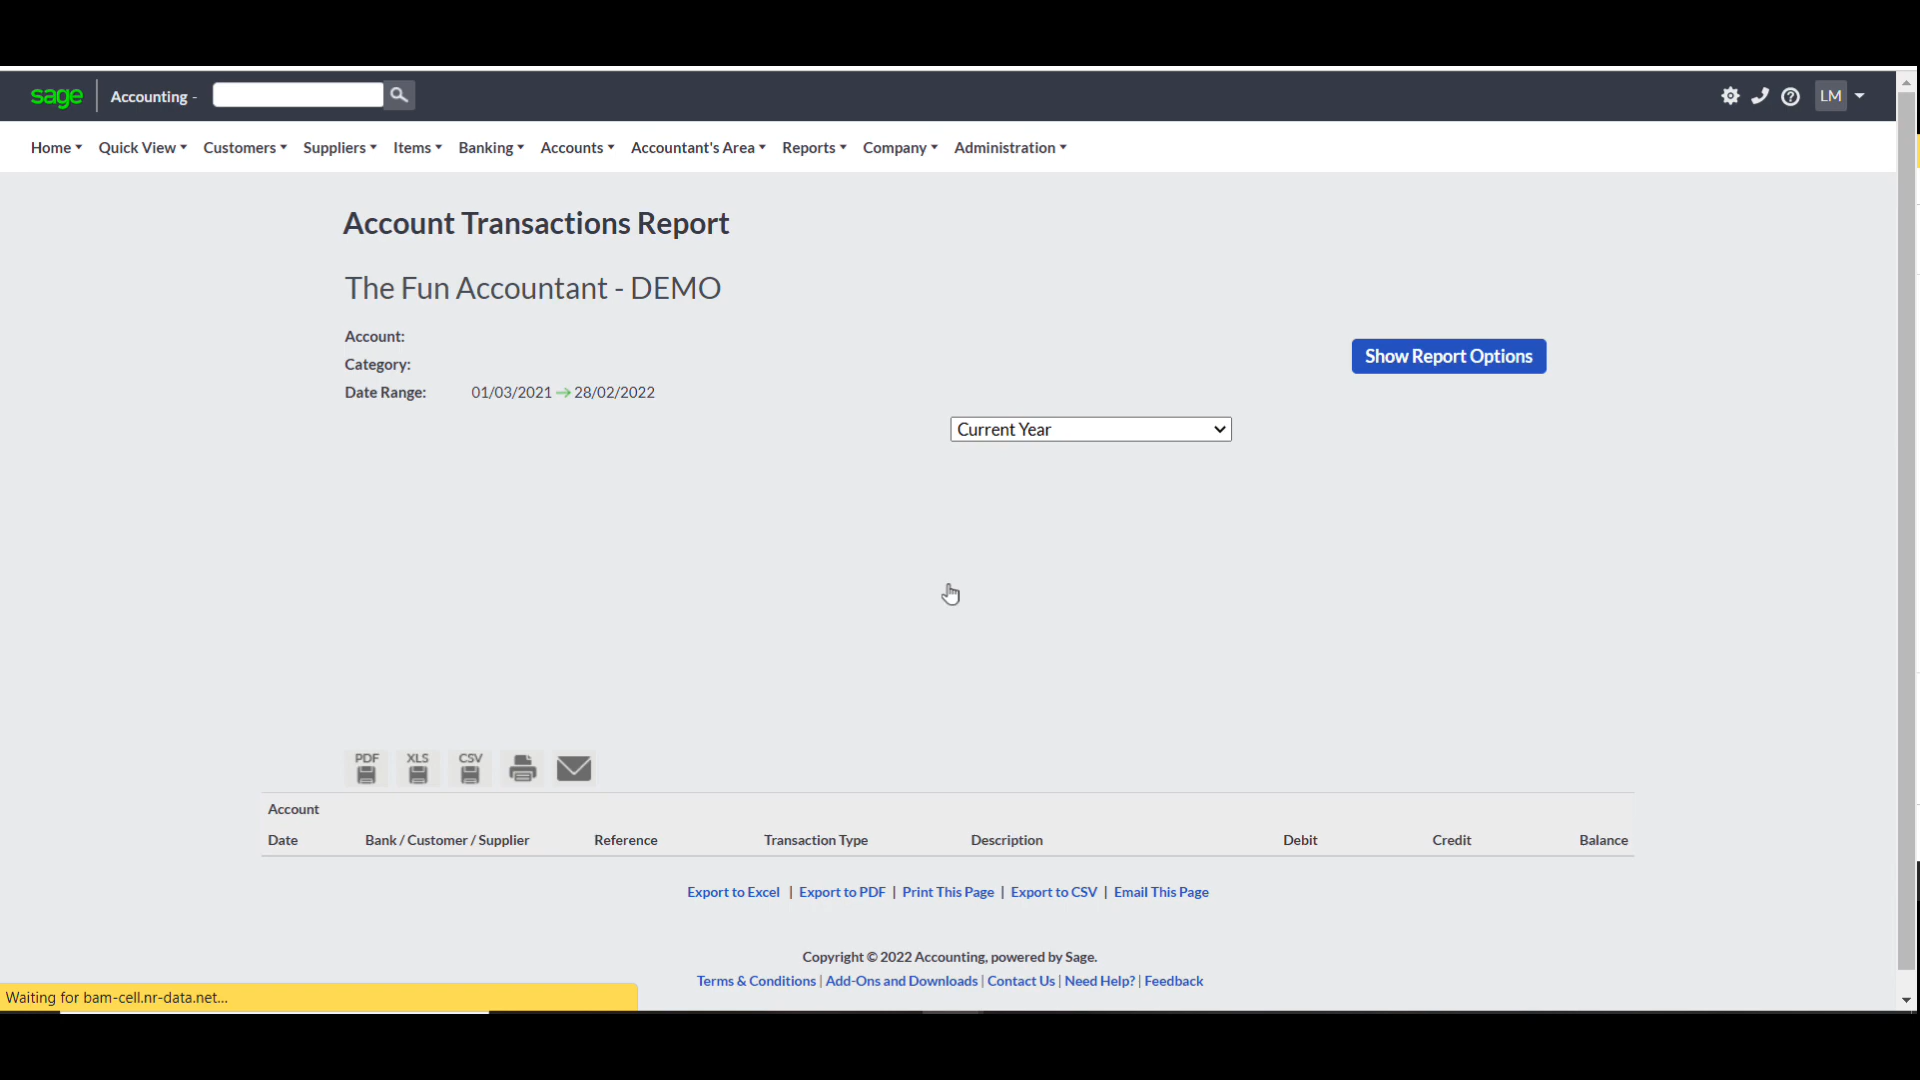 sage Accounting - LM
Home Quick View Customers Suppliers Items Banking Accounts Accountant's Area Reports Company Administration
Account Transactions Report
The Fun Accountant - DEMO
Account:
Category:
Show Report Options
Date Range: 01/03/2021 → 28/02/2022
Current Year
PDF XLS CSV
Account
Date Bank / Customer / Supplier Reference Transaction Type Description Debit Credit Balance
Export to Excel | Export to PDF | Print This Page | Export to CSV | Email This Page
Copyright © 2022 Accounting, powered by Sage.
Terms & Conditions | Add-Ons and Downloads | Contact Us | Need Help? | Feedback
Waiting for bam-cell.nr-data.net...